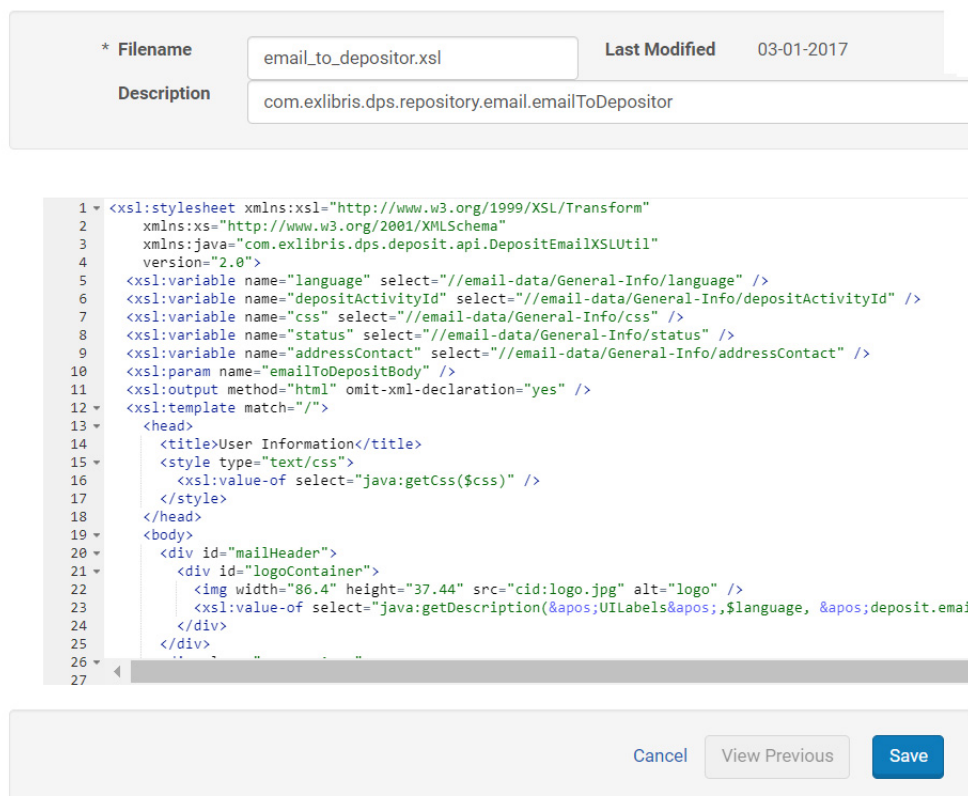 * Filename email_to_depositor.xsl Last Modified 03-01-2017
Description com.exlibris.dps.repository.email.emailToDepositor
1 <xsl:stylesheet xmlns:xsl="http://www.w3.org/1999/XSL/Transform"
2 xmlns:xs="http://www.w3.org/2001/XMLSchema"
3 xmlns:java="com.exlibris.dps.deposit.api.DepositEmailXSLUtil"
4 version="2.0">
5 <xsl:variable name="language" select="//email-data/General-Info/language" />
6 <xsl:variable name="depositActivityId" select="//email-data/General-Info/depositActivityId" />
7 <xsl:variable name="css" select="//email-data/General-Info/css" />
8 <xsl:variable name="status" select="//email-data/General-Info/status" />
9 <xsl:variable name="addressContact" select="//email-data/General-Info/addressContact" />
10 <xsl:param name="emailToDepositBody" />
11 <xsl:output method="html" omit-xml-declaration="yes" />
12 <xsl:template match="/">
13 <head>
14 <title>User Information</title>
15 <style type="text/css">
16 <xsl:value-of select="java:getCss($css)" />
17 </style>
18 </head>
19 <body>
20 <div id="mailHeader">
21 <div id="logoContainer">
22 <img width="86.4" height="37.44" src="cid:logo.jpg" alt="logo" />
23 <xsl:value-of select="java:getDescription(&apos;UILabels&apos;,$language, &apos;deposit.emai
24 </div>
25 </div>
26
27
Cancel View Previous Save